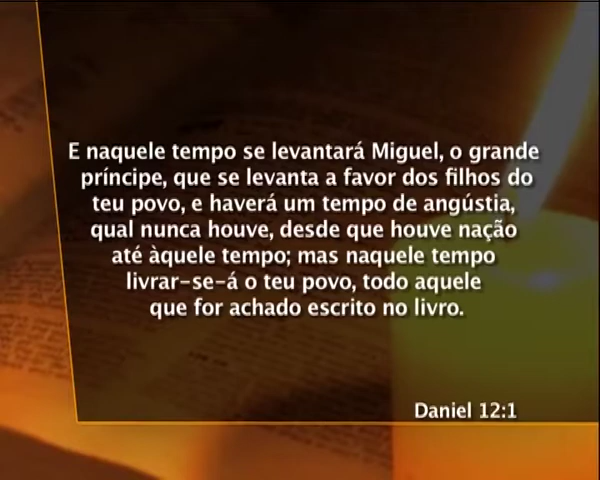 E naquele tempo se levantará Miguel, o grande
príncipe, que se levanta a favor dos filhos do
teu povo, e haverá um tempo de angústia,
qual nunca houve, desde que houve nação
até àquele tempo; mas naquele tempo
livrar-se-á o teu povo, todo aquele
que for achado escrito no livro.
Daniel 12:1